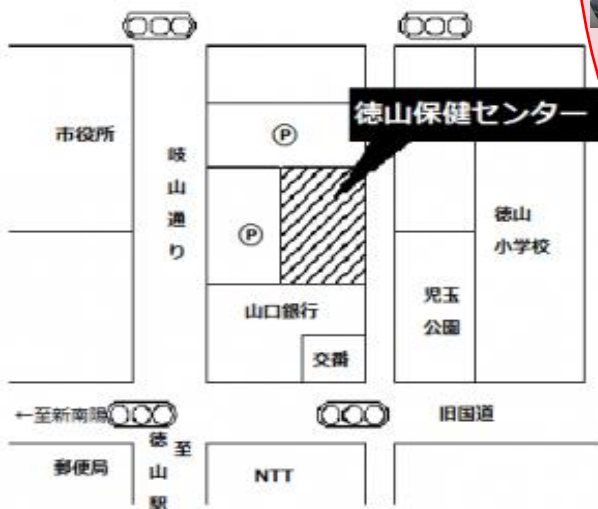 徳山保健センター
市役所
Ⓟ
岐山通り
徳山
小学校
Ⓟ
児玉
公園
山口銀行
交番
←至新南陽
旧国道
至
徳山駅
郵便局
NTT